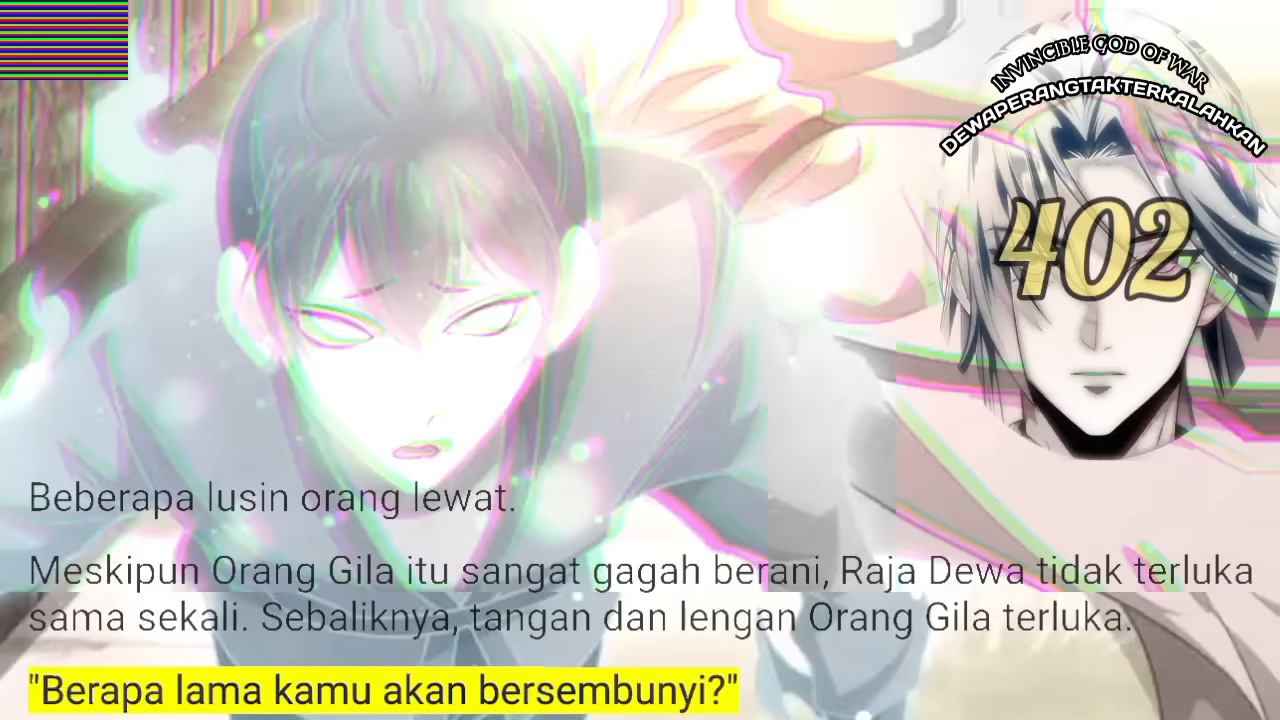 INVINCIBLE GOD OF WAR
DEWAPERANGTAKTERKALAHKAN
402
Beberapa lusin orang lewat.
Meskipun Orang Gila itu sangat gagah berani, Raja Dewa tidak terluka
sama sekali. Sebaliknya, tangan dan lengan Orang Gila terluka.
"Berapa lama kamu akan bersembunyi?"